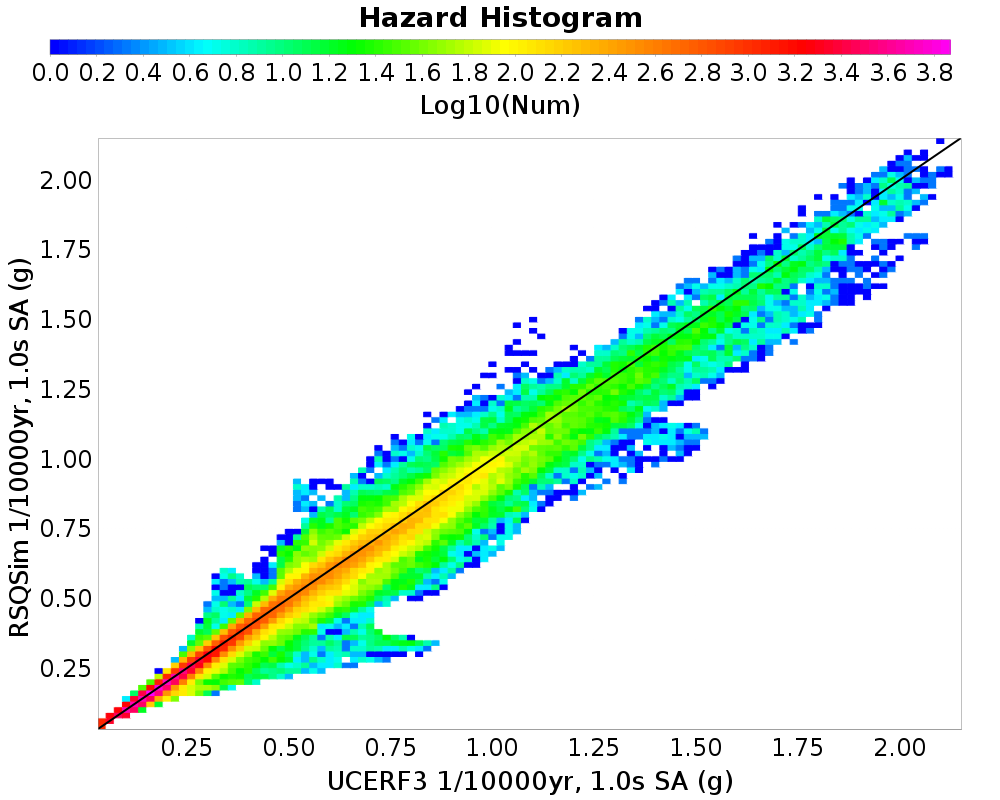 Hazard Histogram
0.0 0.2 0.4 0.6 0.8 1.0 1.2 1.4 1.6 1.8 2.0 2.2 2.4 2.6 2.8 3.0 3.2 3.4 3.6 3.8
Log10(Num)
RSQSim 1/10000yr, 1.0s SA (g)
2.00
1.75
1.50
1.25
1.00
0.75
0.50
0.25
0.25 0.50 0.75 1.00 1.25 1.50 1.75 2.00
UCERF3 1/10000yr, 1.0s SA (g)